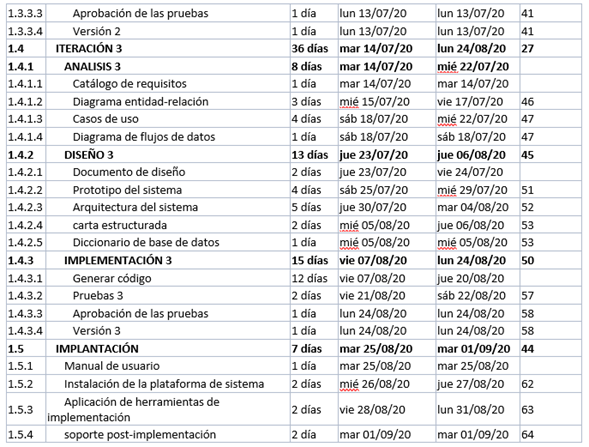 1.3.3.3 Aprobación de las pruebas 1 día lun 13/07/20 lun 13/07/20 41
1.3.3.4 Versión 2 1 día lun 13/07/20 lun 13/07/20 41
1.4 ITERACIÓN 3 36 días mar 14/07/20 lun 24/08/20 27
1.4.1 ANALISIS 3 8 días mar 14/07/20 mié 22/07/20
1.4.1.1 Catálogo de requisitos 1 día mar 14/07/20 mar 14/07/20
1.4.1.2 Diagrama entidad-relación 3 días mié 15/07/20 vie 17/07/20 46
1.4.1.3 Casos de uso 4 días sáb 18/07/20 mié 22/07/20 47
1.4.1.4 Diagrama de flujos de datos 1 día sáb 18/07/20 sáb 18/07/20 47
1.4.2 DISEÑO 3 13 días jue 23/07/20 jue 06/08/20 45
1.4.2.1 Documento de diseño 2 días jue 23/07/20 vie 24/07/20
1.4.2.2 Prototipo del sistema 4 días sáb 25/07/20 mié 29/07/20 51
1.4.2.3 Arquitectura del sistema 5 días jue 30/07/20 mar 04/08/20 52
1.4.2.4 carta estructurada 2 días mié 05/08/20 jue 06/08/20 53
1.4.2.5 Diccionario de base de datos 1 día mié 05/08/20 mié 05/08/20 53
1.4.3 IMPLEMENTACIÓN 3 15 días vie 07/08/20 lun 24/08/20 50
1.4.3.1 Generar código 12 días vie 07/08/20 jue 20/08/20
1.4.3.2 Pruebas 3 2 días vie 21/08/20 sáb 22/08/20 57
1.4.3.3 Aprobación de las pruebas 1 día lun 24/08/20 lun 24/08/20 58
1.4.3.4 Versión 3 1 día lun 24/08/20 lun 24/08/20 58
1.5 IMPLANTACIÓN 7 días mar 25/08/20 mar 01/09/20 44
1.5.1 Manual de usuario 1 día mar 25/08/20 mar 25/08/20
1.5.2 Instalación de la plataforma de sistema 2 días mié 26/08/20 jue 27/08/20 62
1.5.3 Aplicación de herramientas de
implementación 2 días vie 28/08/20 lun 31/08/20 63
1.5.4 soporte post-implementación 2 días mar 01/09/20 mar 01/09/20 64